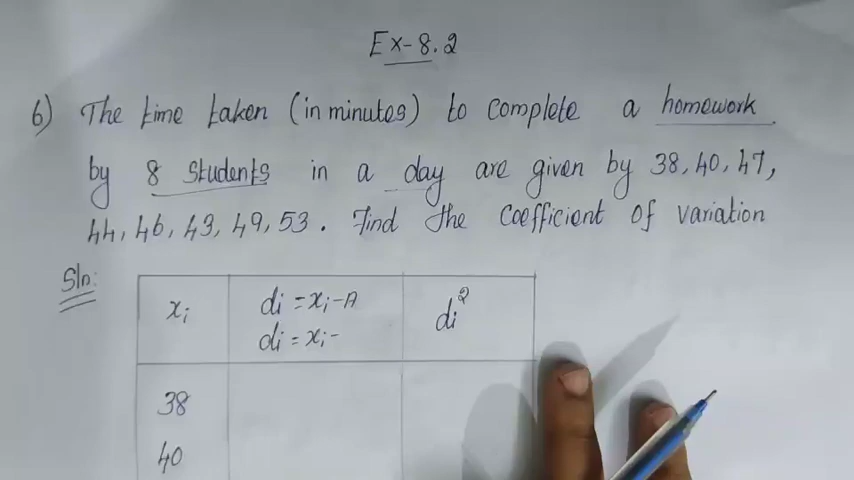 Ex-8.2
6) The time taken (in minutes) to complete a homework
by 8 students in a day are given by 38, 40, 47,
44, 46, 43, 49, 53. Find the coefficient of variation
Sln:
xi di = xi - A di²
di = xi -
38
40